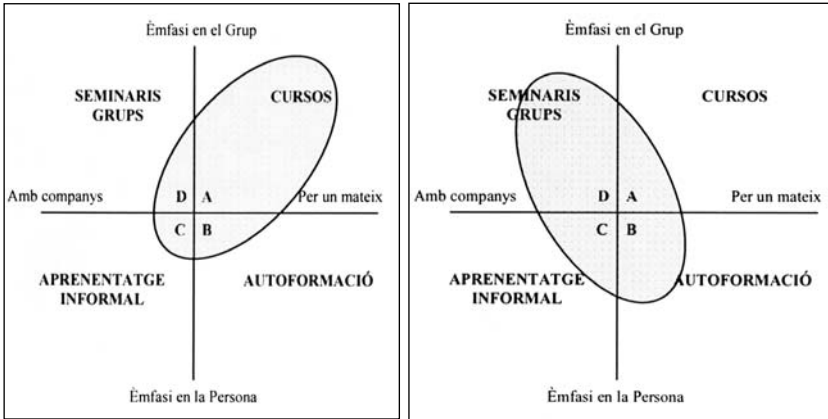 Èmfasi en el Grup
SEMINARIS
GRUPS
CURSOS
Amb companys
D A
Per un mateix
C B
APRENENTATGE
INFORMAL
AUTOFORMACIÓ
Èmfasi en la Persona
Èmfasi en el Grup
SEMINARIS
GRUPS
CURSOS
Amb companys
D A
Per un mateix
C B
APRENENTATGE
INFORMAL
AUTOFORMACIÓ
Èmfasi en la Persona